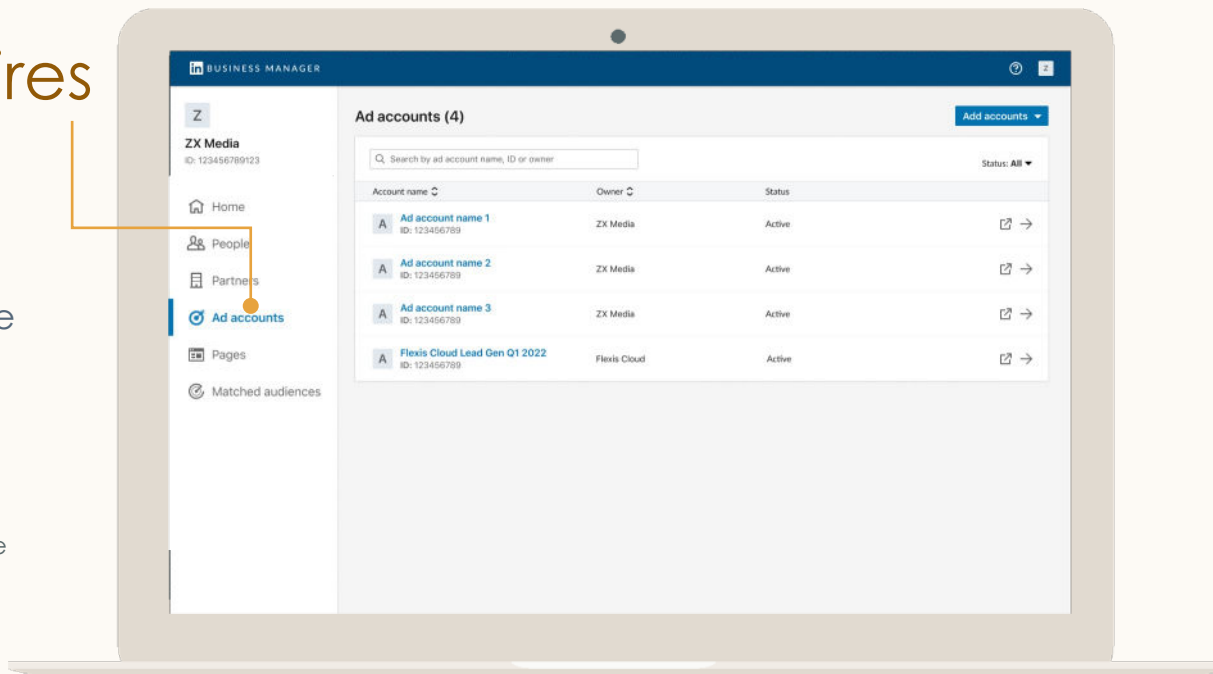 ires
e
e
in BUSINESS MANAGER
Z
Z
ZX Media
ID: 123456789123
Home
People
Partners
Ad accounts
Pages
Matched audiences
Ad accounts (4)
Add accounts
Search by ad account name, ID or owner
Status: All
Account name Owner Status
A Ad account name 1 ZX Media Active
ID: 123456789
A Ad account name 2 ZX Media Active
ID: 123456789
A Ad account name 3 ZX Media Active
ID: 123456789
A Flexis Cloud Lead Gen Q1 2022 Flexis Cloud Active
ID: 123456789